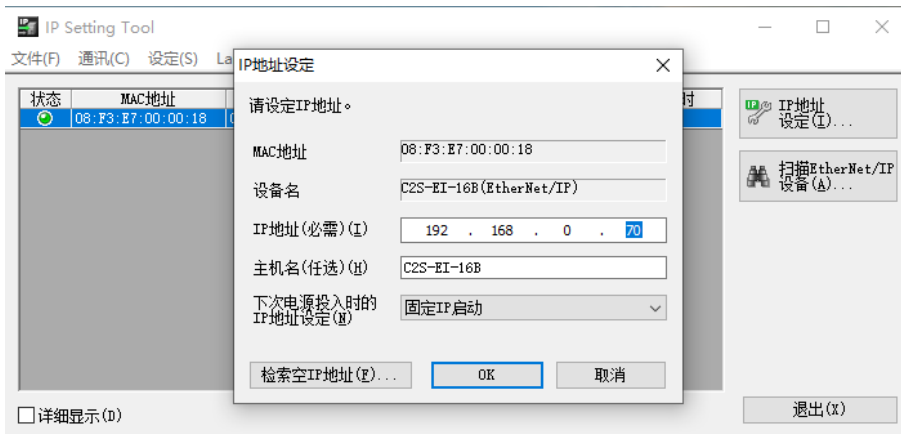 IP Setting Tool
文件(F) 通讯(C) 设定(S) La
IP地址设定
状态 MAC地址 时
08:F3:E7:00:00:18
请设定IP地址。
MAC地址 08:F3:E7:00:00:18
设备名 C2S-EI-16B(EtherNet/IP)
IP地址(必需)(I) 192 . 168 . 0 . 70
主机名(任选)(H) C2S-EI-16B
下次电源投入时的
IP地址设定(N) 固定IP启动
检索空IP地址(F)... OK 取消
IP地址
设定(I)...
扫描EtherNet/IP
设备(A)...
详细显示(D)
退出(X)